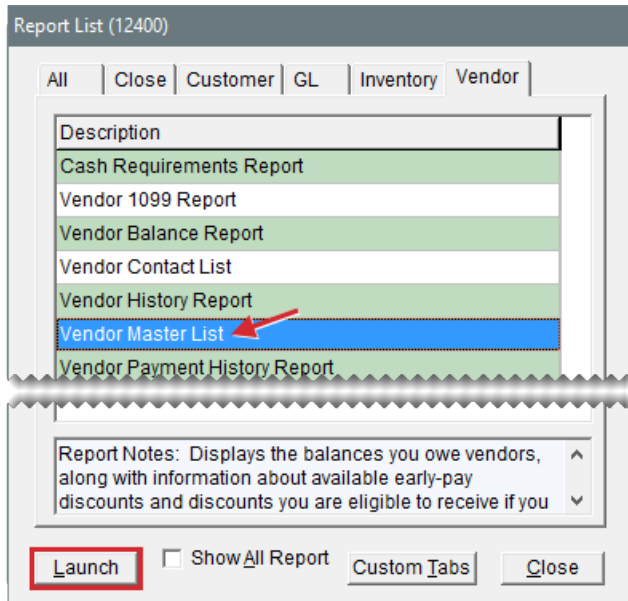 Report List (12400)
All Close Customer GL Inventory Vendor
Description
Cash Requirements Report
Vendor 1099 Report
Vendor Balance Report
Vendor Contact List
Vendor History Report
Vendor Master List
Vendor Payment History Report
Report Notes: Displays the balances you owe vendors,
along with information about available early-pay
discounts and discounts you are eligible to receive if you
Launch Show All Report Custom Tabs Close